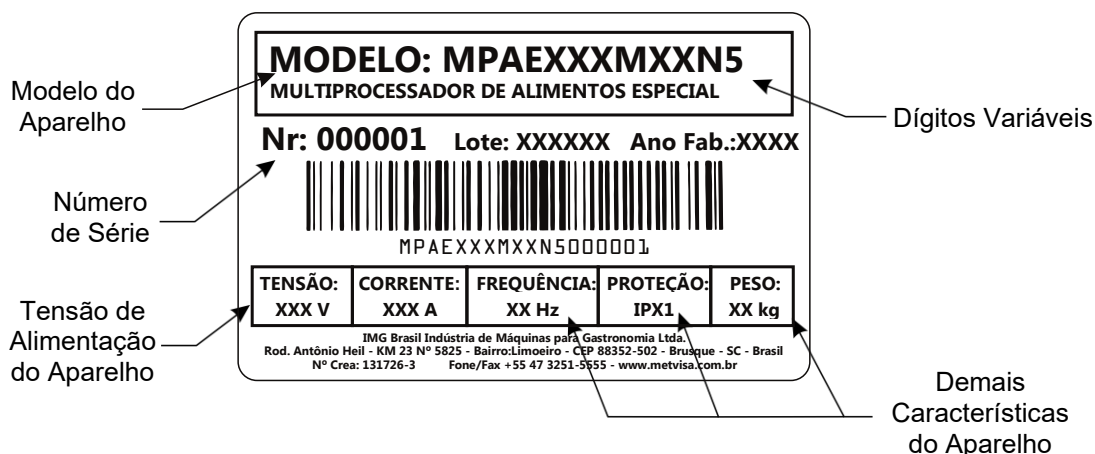 MODELO: MPAEXXXMXXN5
MULTIPROCESSADOR DE ALIMENTOS ESPECIAL
Modelo do
Aparelho
Dígitos Variáveis
Nr: 000001 Lote: XXXXXX Ano Fab.:XXXX
Número
de Série
MPAEXXXMXXN5000001
TENSÃO: CORRENTE: FREQUÊNCIA: PROTEÇÃO: PESO:
XXX V XXX A XX Hz IPX1 XX kg
Tensão de
Alimentação
do Aparelho
IMG Brasil Indústria de Máquinas para Gastronomia Ltda.
Rod. Antônio Heil - KM 23 Nº 5825 - Bairro:Limoeiro - CEP 88352-502 - Brusque - SC - Brasil
Nº Crea: 131726-3 Fone/Fax +55 47 3251-5555 - www.metvisa.com.br
Demais
Características
do Aparelho